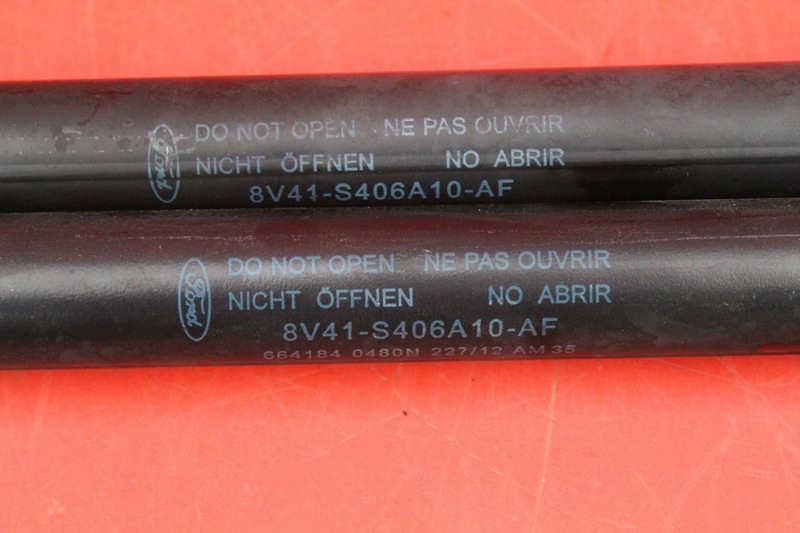 Ford
DO NOT OPEN NE PAS OUVRIR
NICHT ÖFFNEN NO ABRIR
8V41-S406A10-AF
Ford
DO NOT OPEN NE PAS OUVRIR
NICHT ÖFFNEN NO ABRIR
8V41-S406A10-AF
664184 0480N 227/12 AM 35